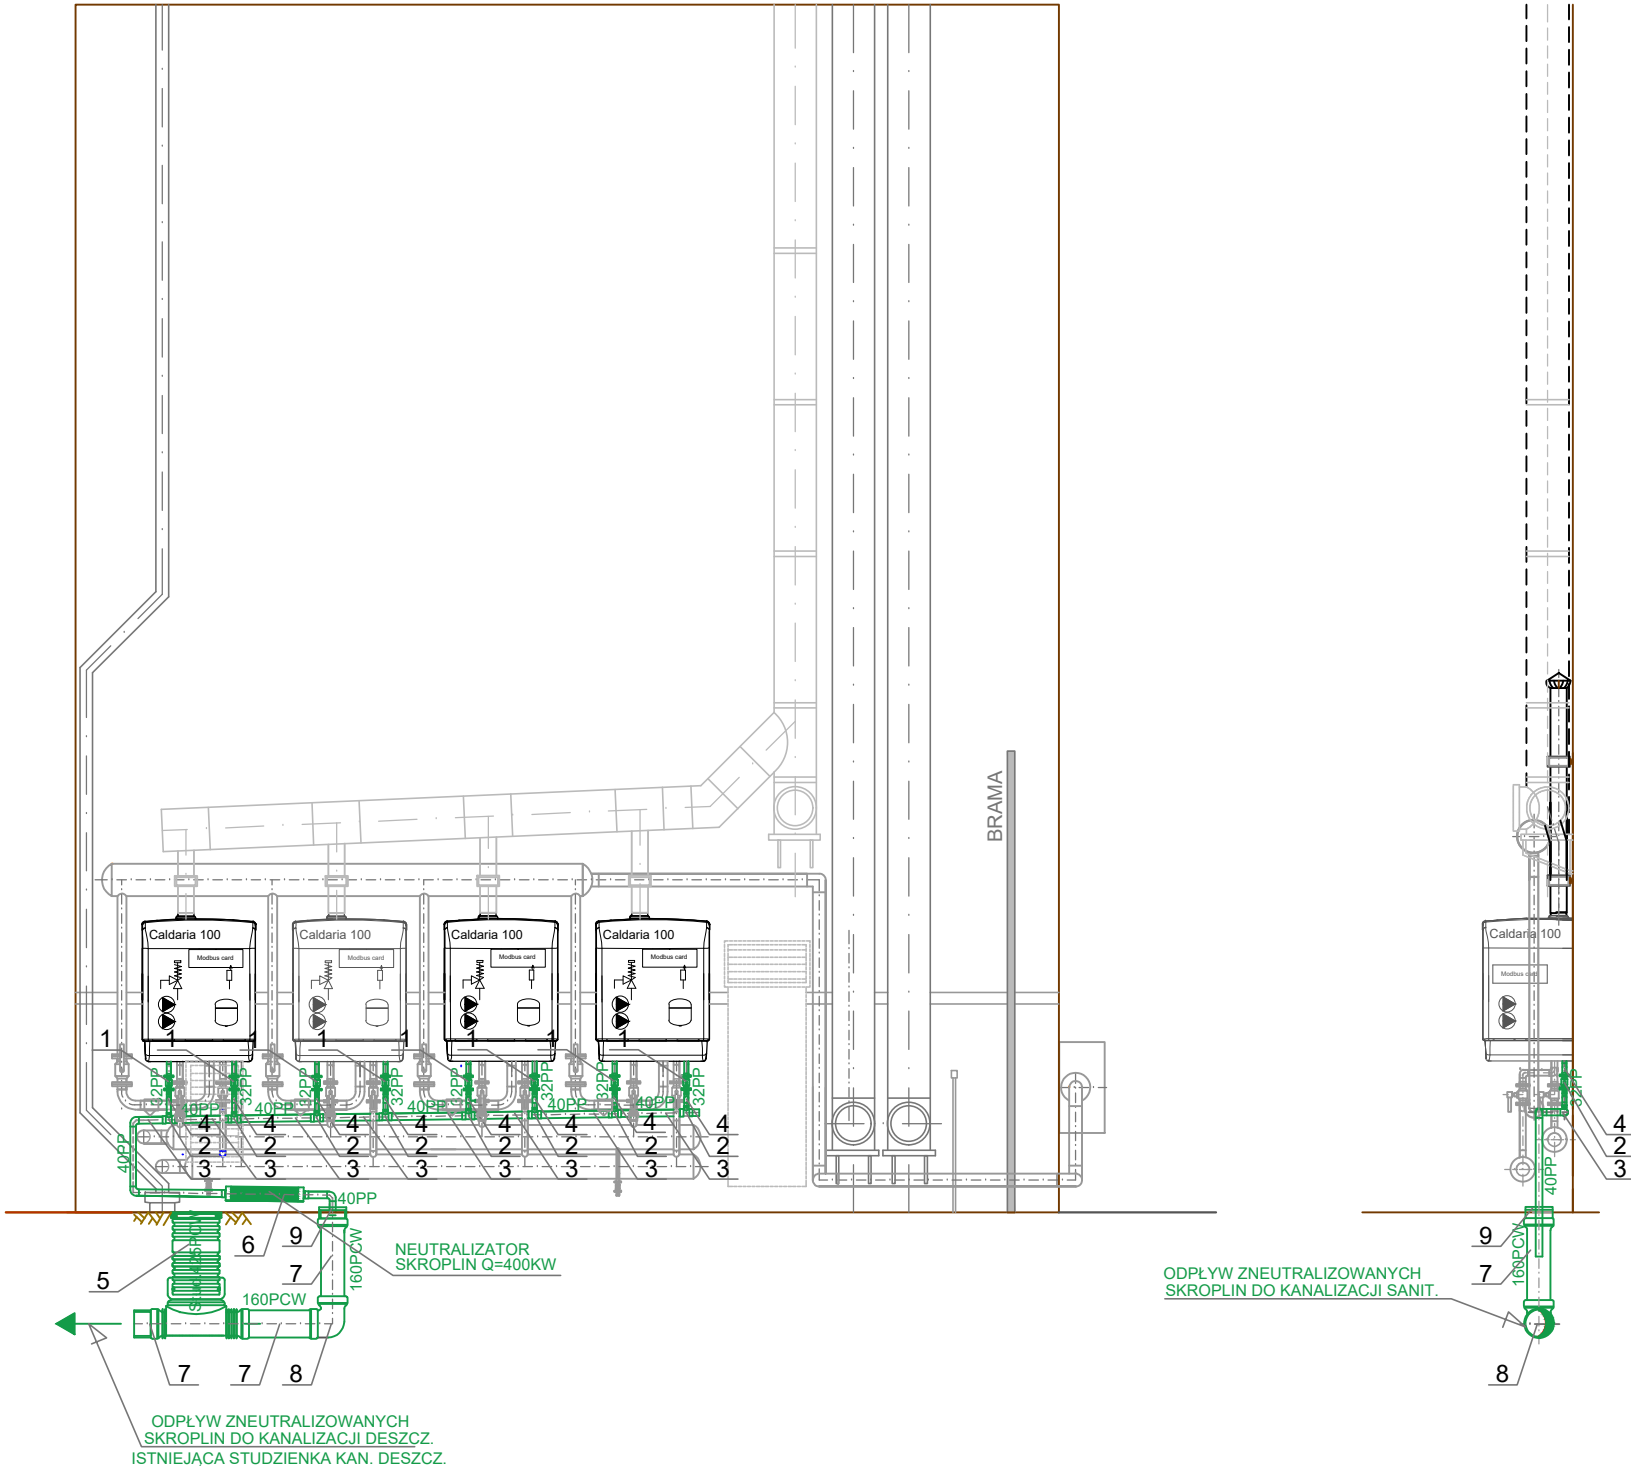 BRAMA
Caldaria 100
Caldaria 100
Caldaria 100
Caldaria 100
Caldaria 100
Modbus card
Modbus card
Modbus card
Modbus card
Modbus card
1
1
1
1
1
1
1
1
32PP
32PP
32PP
32PP
32PP
32PP
32PP
32PP
32PP
40PP
40PP
40PP
40PP
40PP
4 4 4 4 4 4 4 4 4
2 2 2 2 2 2 2 2 2
3 3 3 3 3 3 3 3 3
40PP
40PP
40PP
5
6
9
7
160PCW
160PCW
NEUTRALIZATOR
SKROPLIN Q=400KW
7
7
8
ODPŁYW ZNEUTRALIZOWANYCH
SKROPLIN DO KANALIZACJI DESZCZ.
ISTNIEJĄCA STUDZIENKA KAN. DESZCZ.
9
7
160PCW
ODPŁYW ZNEUTRALIZOWANYCH
SKROPLIN DO KANALIZACJI SANIT.
8